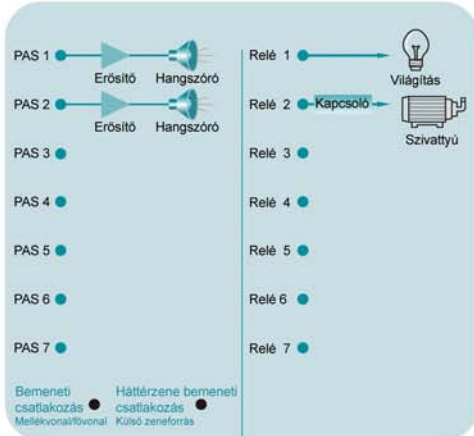 PAS 1
Erősítő
Hangszóró
PAS 2
Erősítő
Hangszóró
PAS 3
PAS 4
PAS 5
PAS 6
PAS 7
Bemeneti csatlakozás
Mellékvonal/fővonal
Háttérzene bemeneti csatlakozás
Külső zeneforrás
Relé 1
Világítás
Relé 2
Kapcsoló
Szivattyú
Relé 3
Relé 4
Relé 5
Relé 6
Relé 7